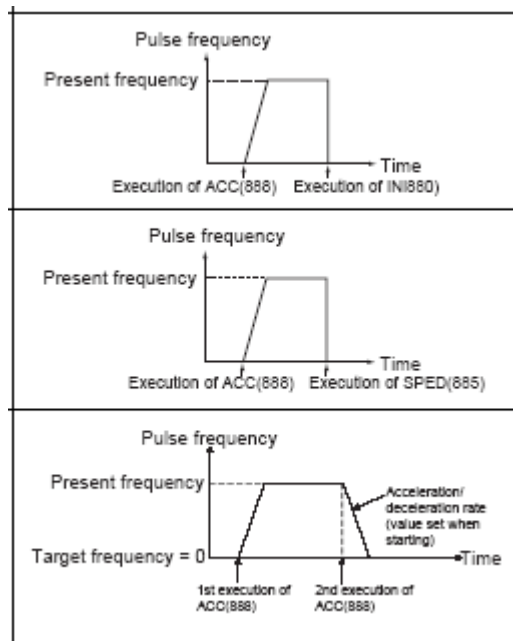 Pulse frequency
Present frequency
Time
Execution of ACC(888) Execution of INI880)
Pulse frequency
Present frequency
Time
Execution of ACC(888) Execution of SPED(885)
Pulse frequency
Present frequency
Acceleration/
deceleration rate
(value set when
starting)
Target frequency = 0
Time
1st execution of
ACC(888)
2nd execution of
ACC(888)